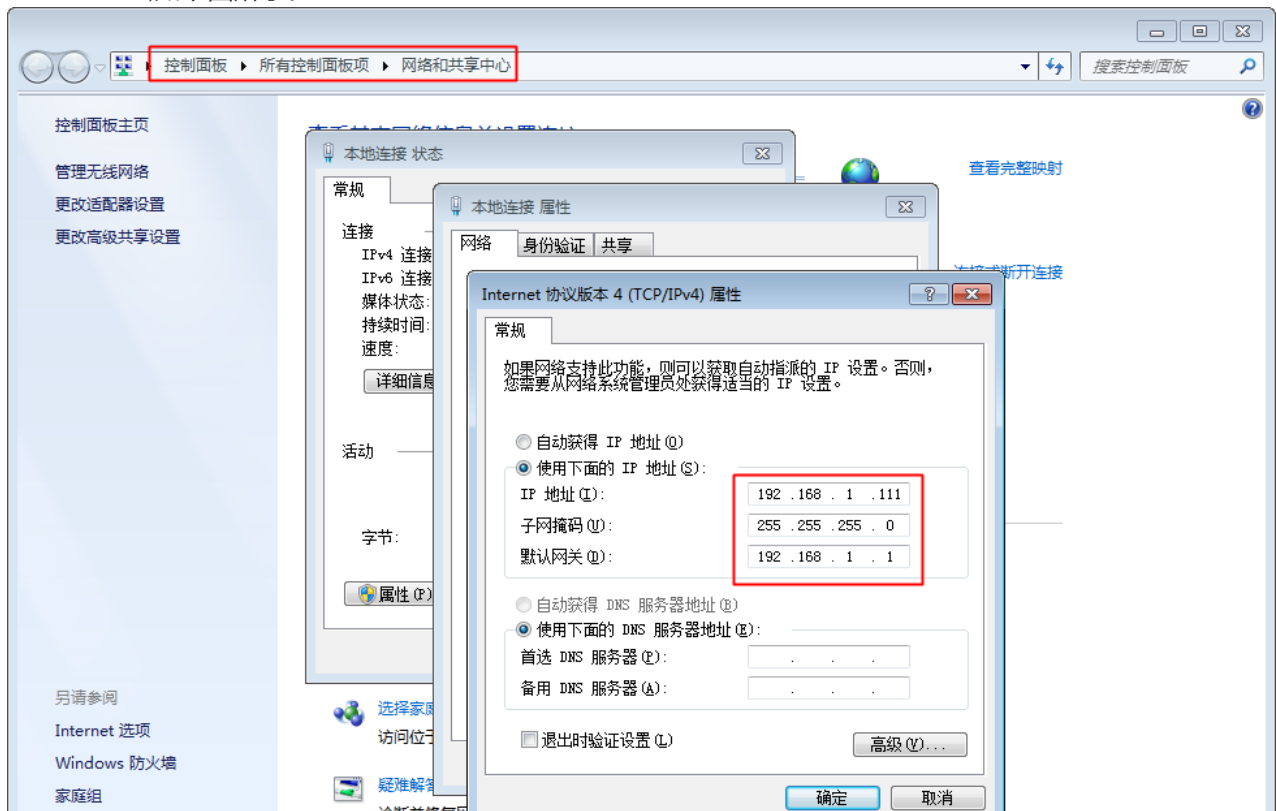 控制面板 ▶ 所有控制面板项 ▶ 网络和共享中心
搜索控制面板
控制面板主页
管理无线网络
更改适配器设置
更改高级共享设置
查看完整映射
连接或断开连接
本地连接 状态
常规
连接
IPv4 连接
IPv6 连接
媒体状态:
持续时间:
速度:
详细信息
活动
字节:
属性(P)
本地连接 属性
网络 身份验证 共享
Internet 协议版本 4 (TCP/IPv4) 属性
常规
如果网络支持此功能，则可以获取自动指派的 IP 设置。否则，
您需要从网络系统管理员处获得适当的 IP 设置。
自动获得 IP 地址(O)
使用下面的 IP 地址(S):
IP 地址(I): 192 .168 . 1 .111
子网掩码(U): 255 .255 .255 . 0
默认网关(D): 192 .168 . 1 . 1
自动获得 DNS 服务器地址(B)
使用下面的 DNS 服务器地址(E):
首选 DNS 服务器(P): . . .
备用 DNS 服务器(A): . . .
退出时验证设置(L)
高级(V)...
确定 取消
选择家庭
访问位于
疑难解答
另请参阅
Internet 选项
Windows 防火墙
家庭组